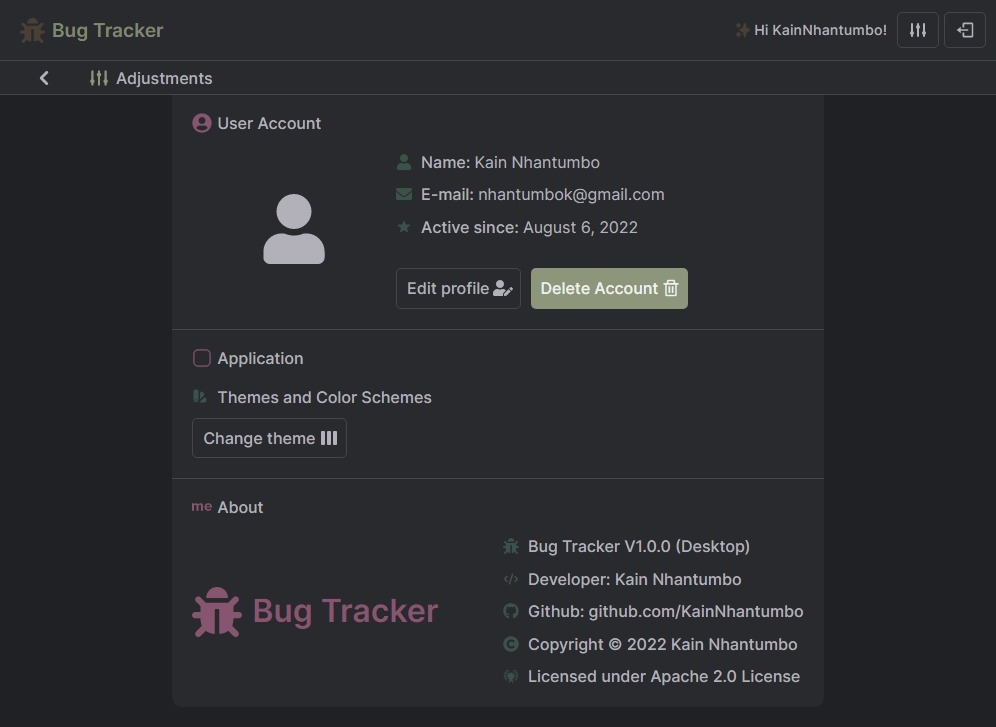 Bug Tracker
Hi KainNhantumbo!
Adjustments
User Account
Name: Kain Nhantumbo
E-mail: nhantumbok@gmail.com
Active since: August 6, 2022
Edit profile
Delete Account
Application
Themes and Color Schemes
Change theme
me About
Bug Tracker
Bug Tracker V1.0.0 (Desktop)
Developer: Kain Nhantumbo
Github: github.com/KainNhantumbo
Copyright © 2022 Kain Nhantumbo
Licensed under Apache 2.0 License